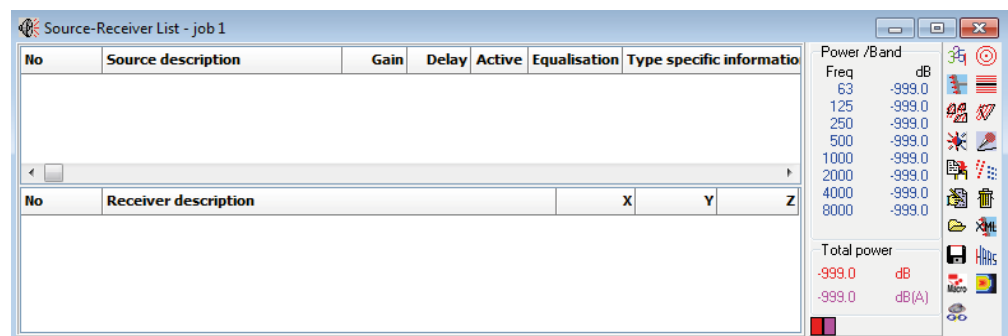 Source-Receiver List - job 1
No Source description Gain Delay Active Equalisation Type specific informatio
No Receiver description X Y Z
Power /Band
Freq dB
63 -999.0
125 -999.0
250 -999.0
500 -999.0
1000 -999.0
2000 -999.0
4000 -999.0
8000 -999.0
Total power
-999.0 dB
-999.0 dB(A)
XML
Macro